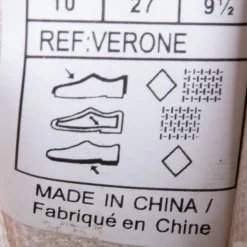 10 27 9½
REF:VERONE
MADE IN CHINA /
Fabriqué en Chine